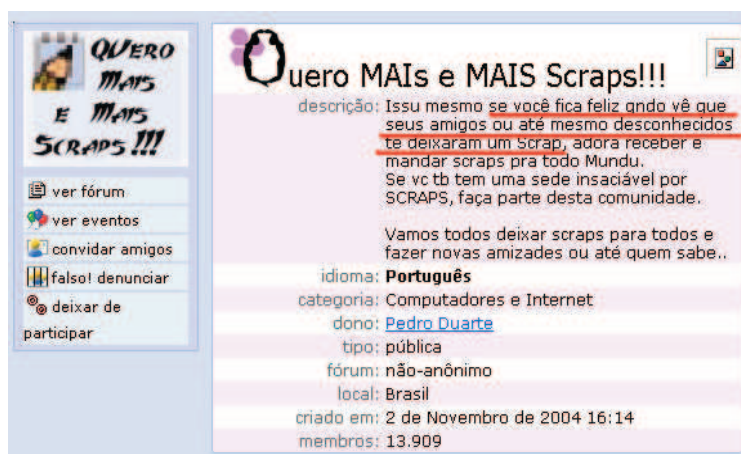 QUERO
MAIS
E MAIS
SCRAPS !!!
ver fórum
ver eventos
convidar amigos
falso! denunciar
deixar de
participar
Quero MAIs e MAIS Scraps!!!
descrição: Issu mesmo se você fica feliz qndo vê que
seus amigos ou até mesmo desconhecidos
te deixaram um Scrap, adora receber e
mandar scraps pra todo Mundu.
Se vc tb tem uma sede insaciável por
SCRAPS, faça parte desta comunidade.
Vamos todos deixar scraps para todos e
fazer novas amizades ou até quem sabe..
idioma: Português
categoria: Computadores e Internet
dono: Pedro Duarte
tipo: pública
fórum: não-anônimo
local: Brasil
criado em: 2 de Novembro de 2004 16:14
membros: 13.909